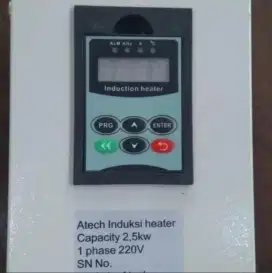 Induction heater
PRG
ENTER
Atech Induksi heater
Capacity 2,5kw
1 phase 220V
SN No.